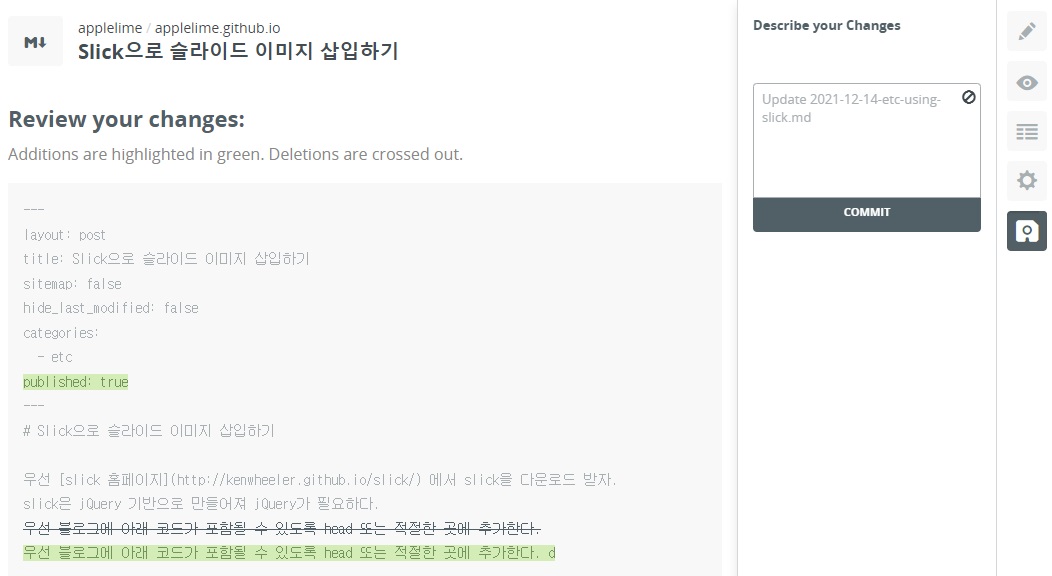 M↓
applelime / applelime.github.io
Slick으로 슬라이드 이미지 삽입하기
Review your changes:
Additions are highlighted in green. Deletions are crossed out.
---
layout: post
title: Slick으로 슬라이드 이미지 삽입하기
sitemap: false
hide_last_modified: false
categories:
  - etc
published: true
---
# Slick으로 슬라이드 이미지 삽입하기
우선 [slick 홈페이지](http://kenwheeler.github.io/slick/) 에서 slick을 다운로드 받자.
slick은 jQuery 기반으로 만들어져 jQuery가 필요하다.
우선 블로그에 아래 코드가 포함될 수 있도록 head 또는 적절한 곳에 추가한다.
우선 블로그에 아래 코드가 포함될 수 있도록 head 또는 적절한 곳에 추가한다. d
Describe your Changes
Update 2021-12-14-etc-using-
slick.md
COMMIT